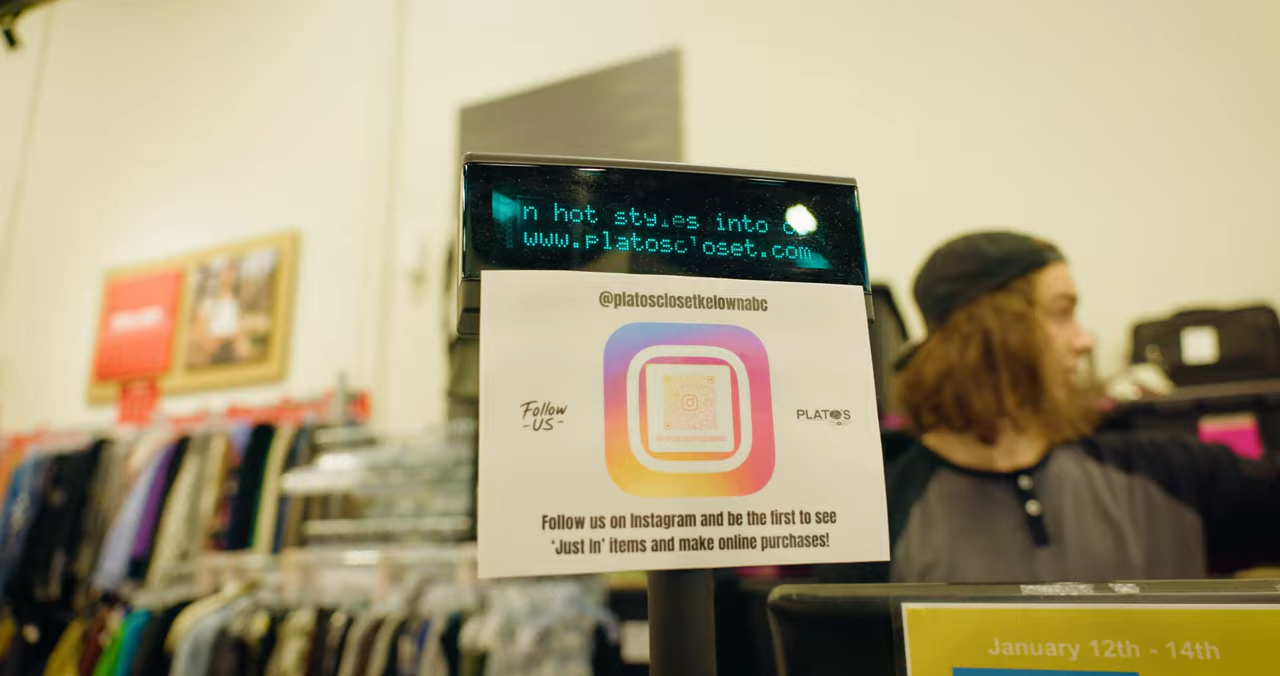 n hot styles into
www.platoscloset.com
@platosclosetkelownabc
Follow
-US-
PLATO'S
Follow us on Instagram and be the first to see
‘Just In’ items and make online purchases!
January 12th - 14th